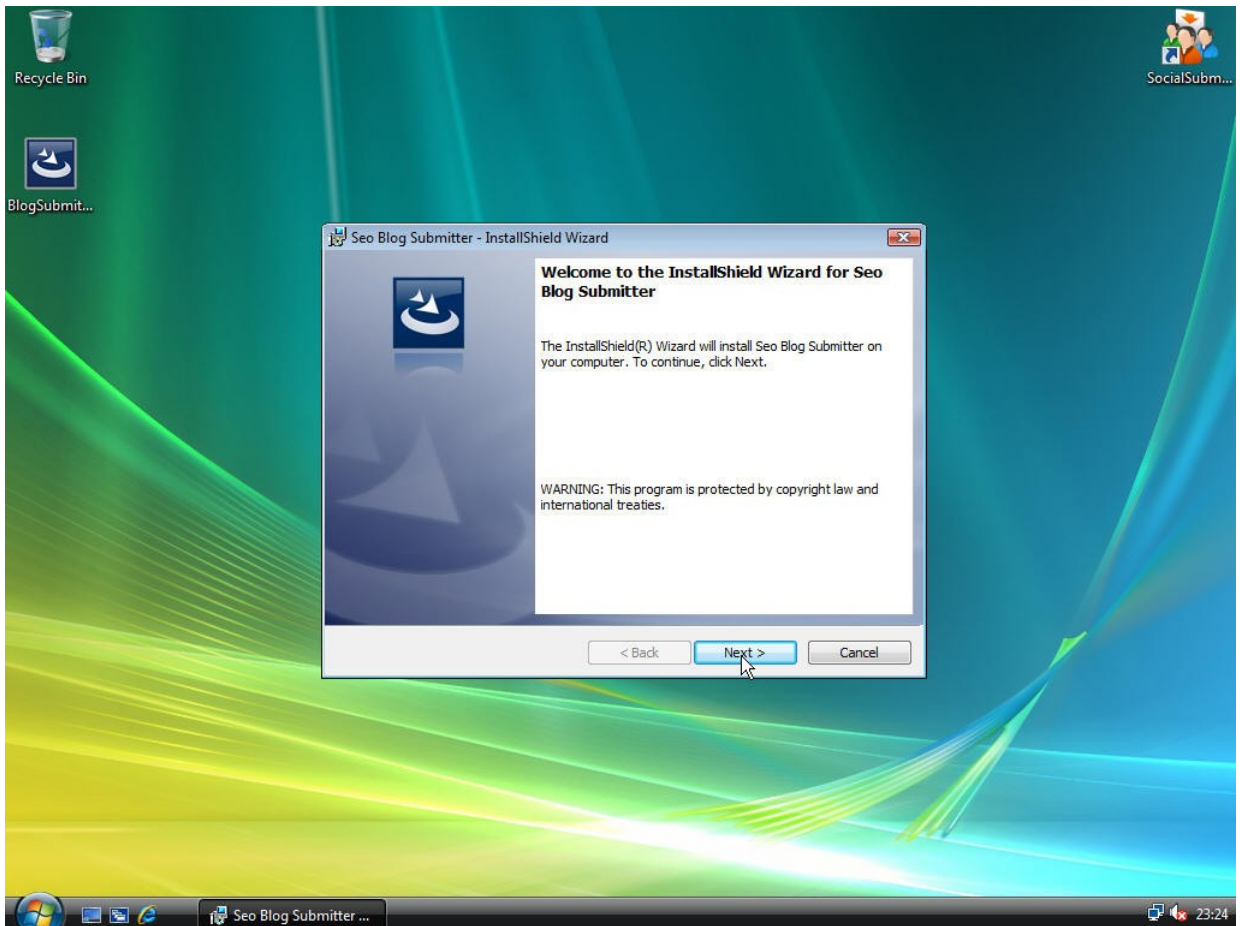 Recycle Bin
SocialSubm...
BlogSubmit...
Seo Blog Submitter - InstallShield Wizard
Welcome to the InstallShield Wizard for Seo
Blog Submitter
The InstallShield(R) Wizard will install Seo Blog Submitter on
your computer. To continue, click Next.
WARNING: This program is protected by copyright law and
international treaties.
< Back
Next >
Cancel
Seo Blog Submitter ...
23:24